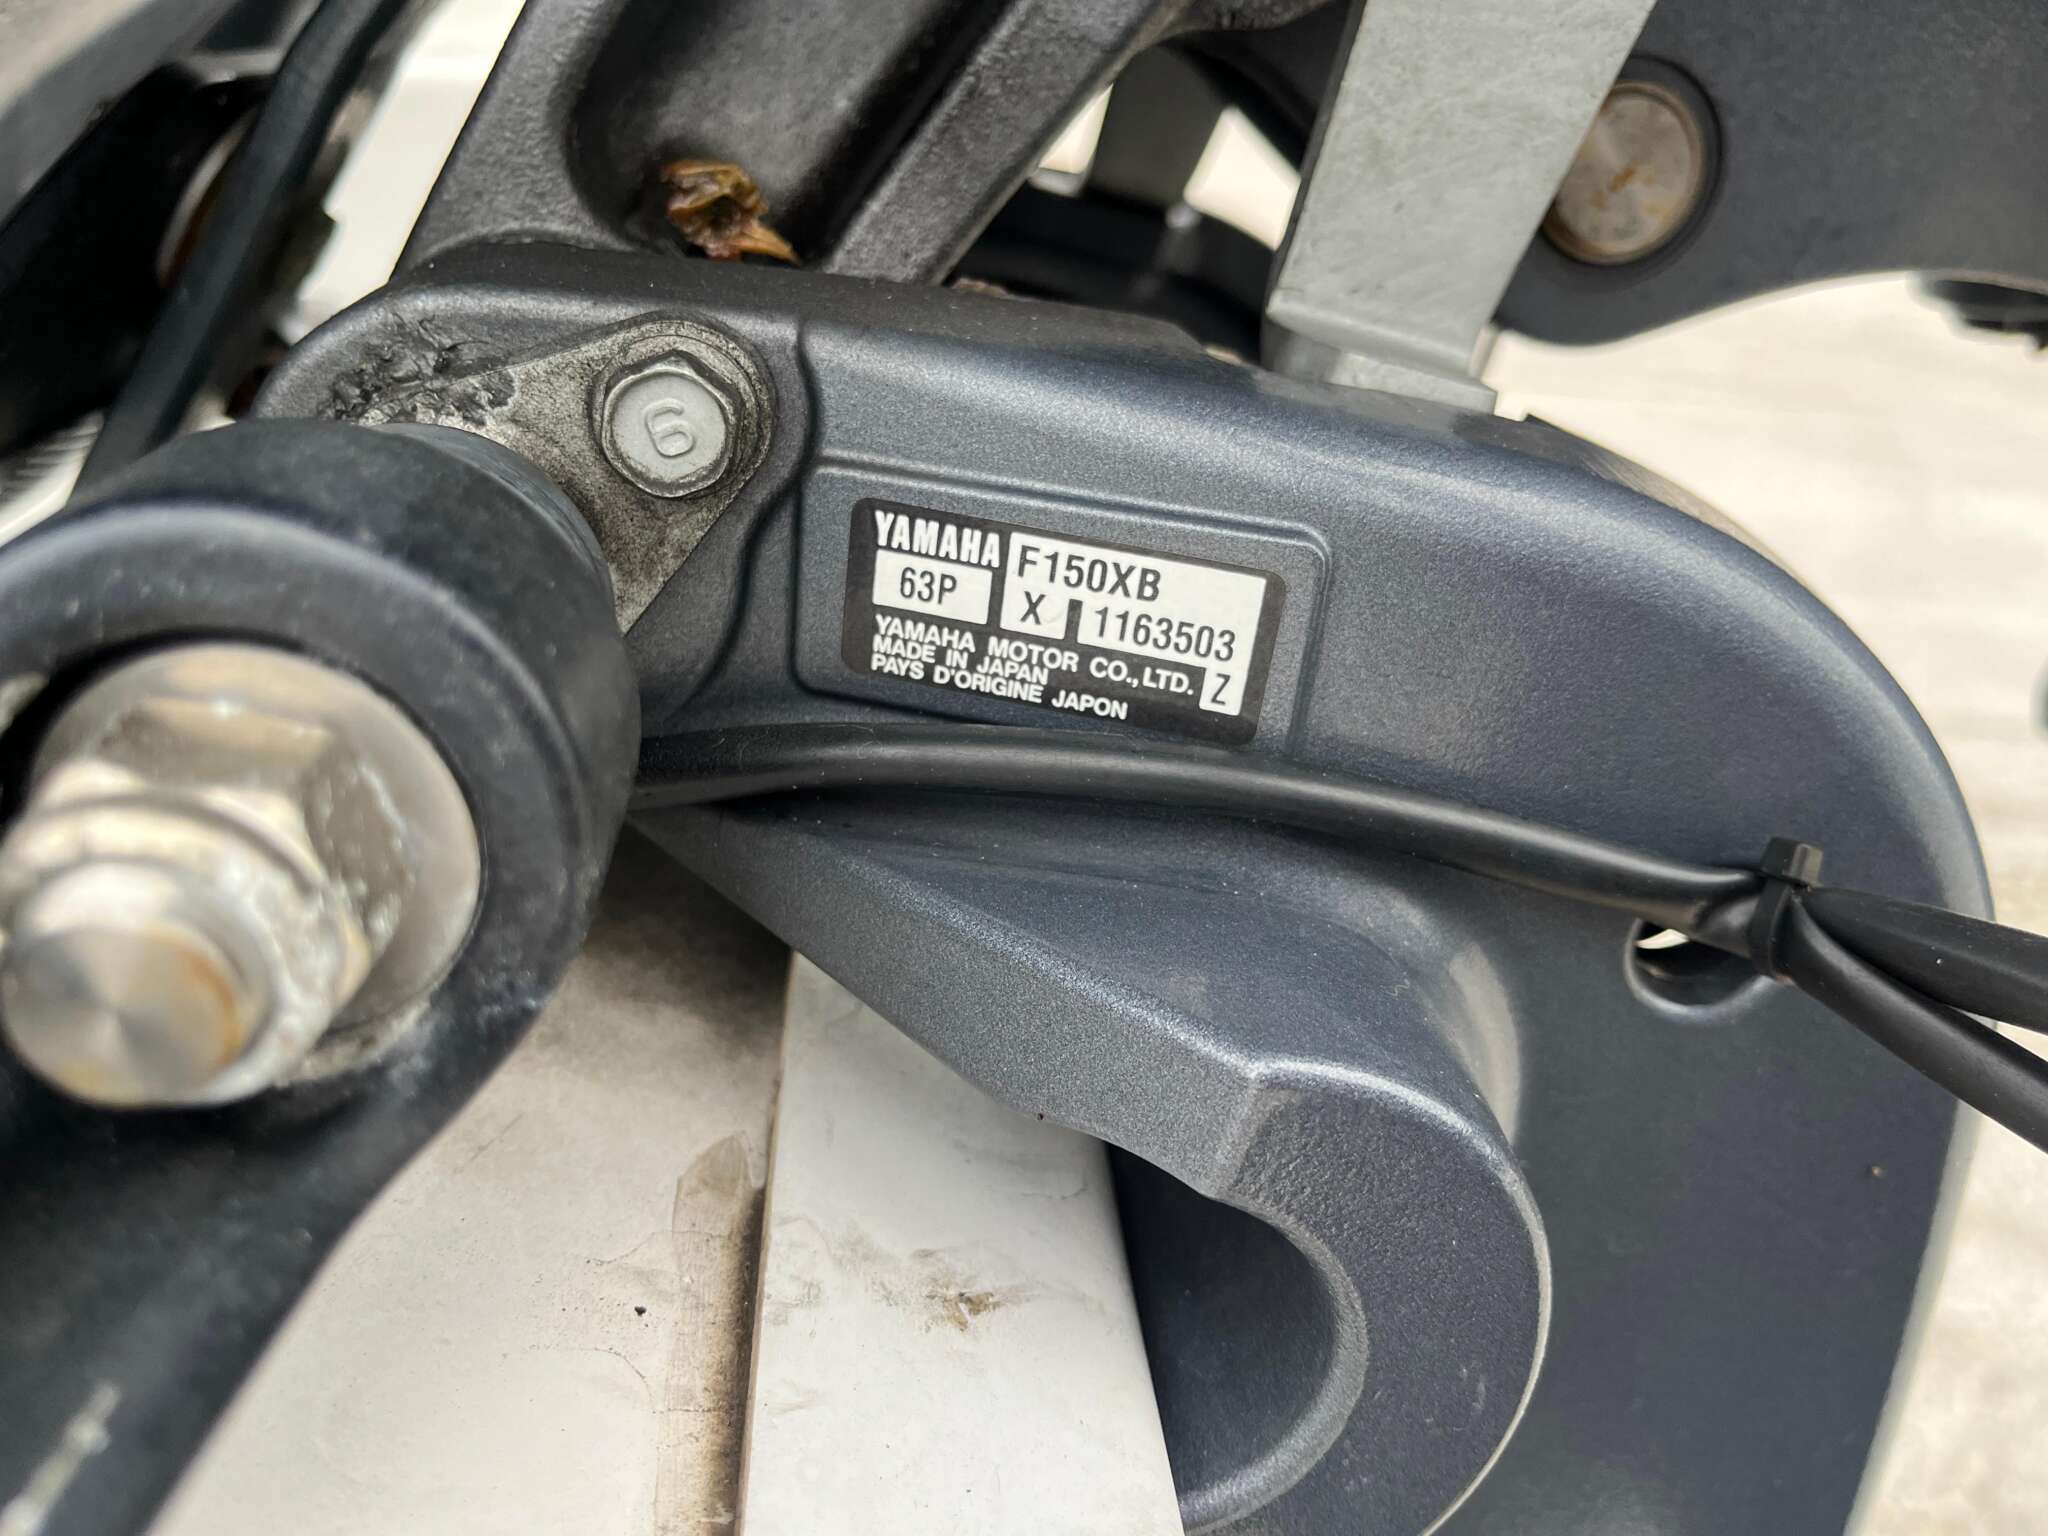 6
YAMAHA F150XB
63P X 1163503
YAMAHA MOTOR CO., LTD.
MADE IN JAPAN
PAYS D'ORIGINE JAPON
Z